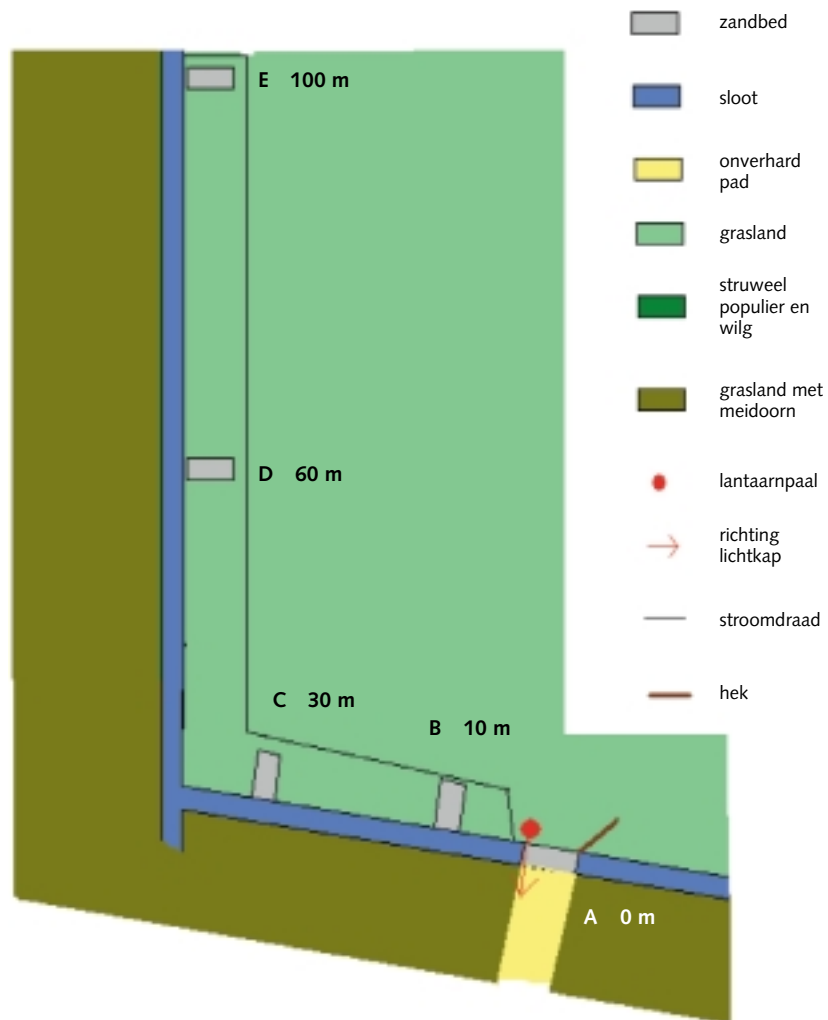 E 100 m
D 60 m
C 30 m
B 10 m
A 0 m
zandbed
sloot
onverhard
pad
grasland
struweel
populier en
wilg
grasland met
meidoorn
lantaarnpaal
richting
lichtkap
stroomdraad
hek